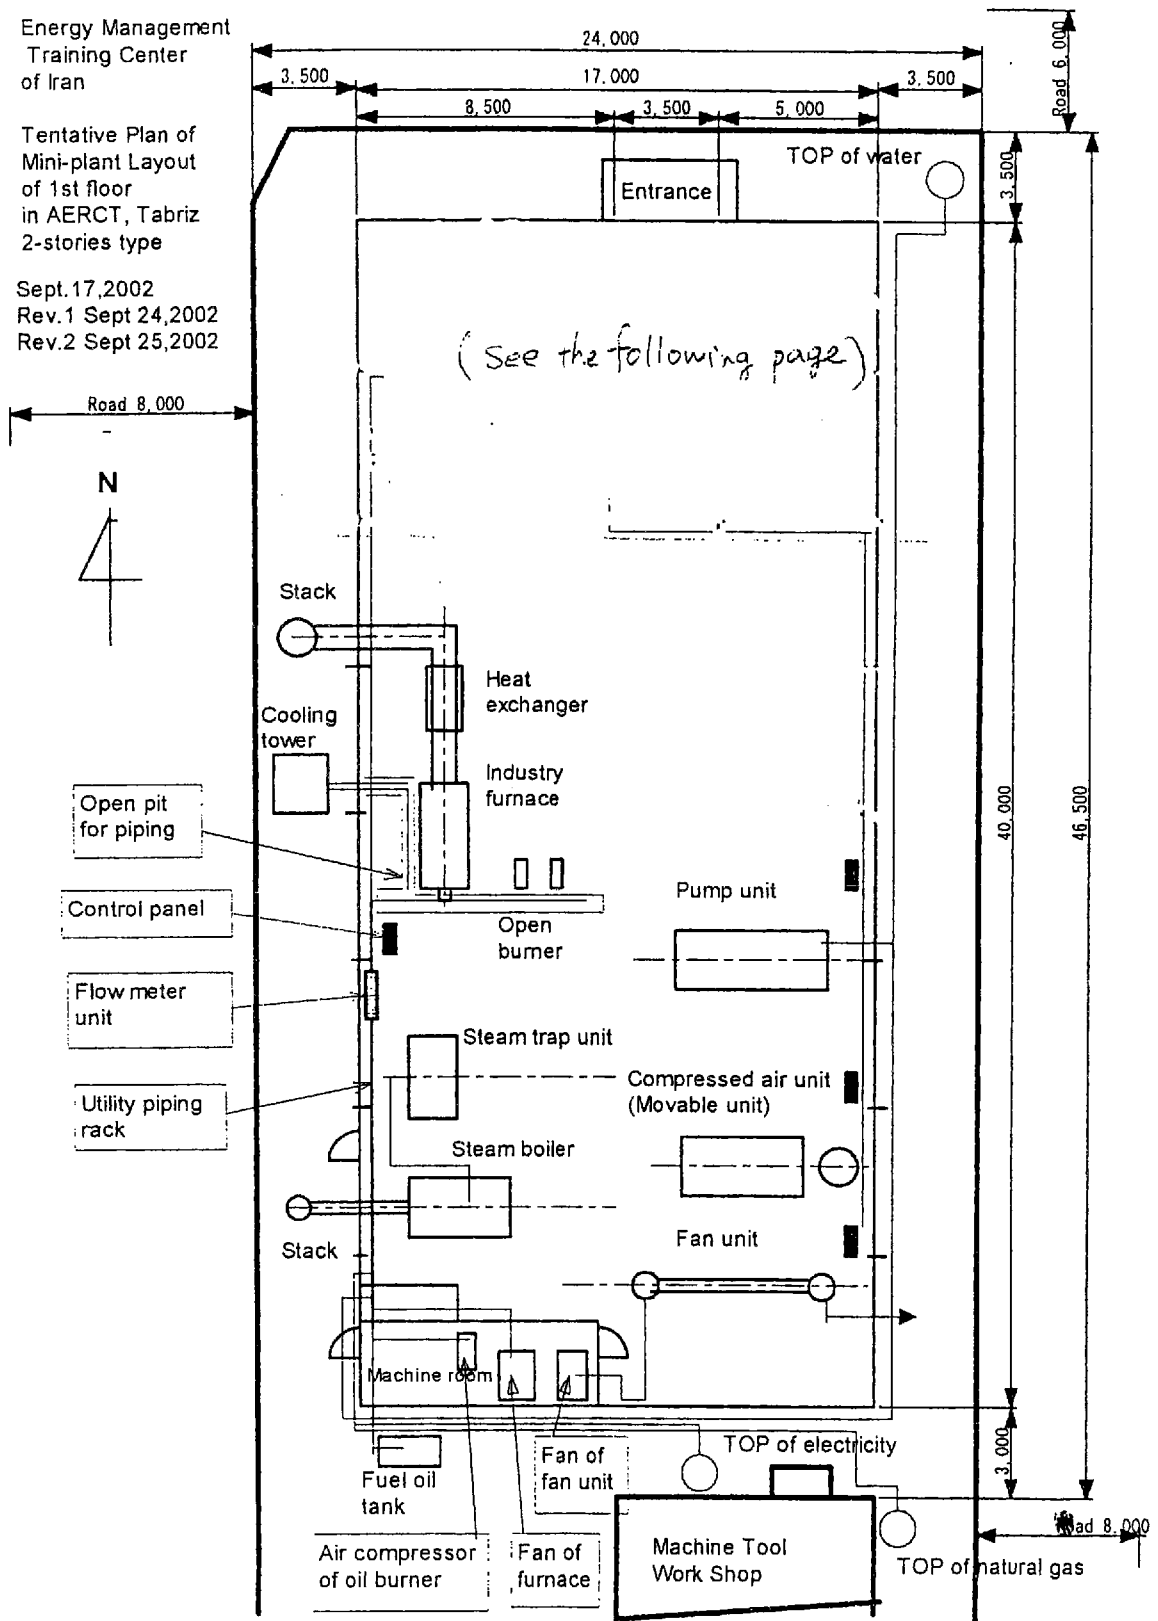 Energy Management
Training Center
of Iran
Tentative Plan of
Mini-plant Layout
of 1st floor
in AERCT, Tabriz
2-stories type
Sept.17,2002
Rev.1 Sept 24,2002
Rev.2 Sept 25,2002
24,000
3,500
17,000
3,500
8,500
3,500
5,000
Road 6,000
TOP of water
3,500
Entrance
(See the following page)
Road 8,000
N
Stack
Heat
exchanger
Cooling
tower
Industry
furnace
40,000
46,500
Open pit
for piping
Pump unit
Control panel
Open
burner
Flow meter
unit
Steam trap unit
Compressed air unit
(Movable unit)
Utility piping
rack
Steam boiler
Stack
Fan unit
Machine room
3,000
TOP of electricity
Fan of
fan unit
Fuel oil
tank
8,000
Air compressor
of oil burner
Fan of
furnace
Machine Tool
Work Shop
TOP of natural gas